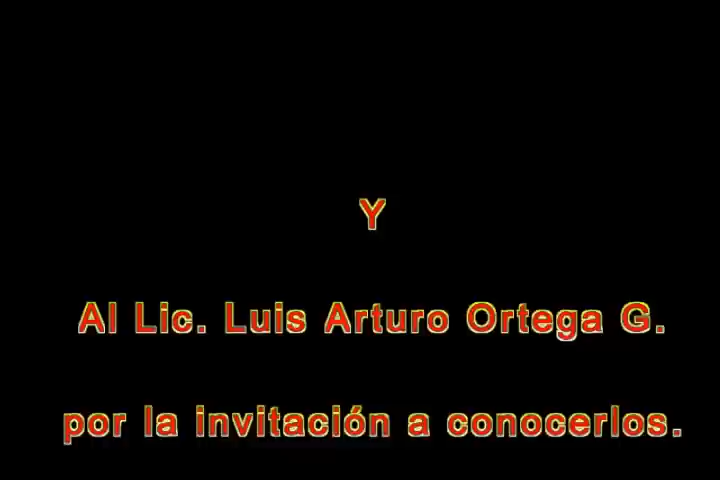 Y
Al Lic. Luis Arturo Ortega G.
por la invitación a conocerlos.